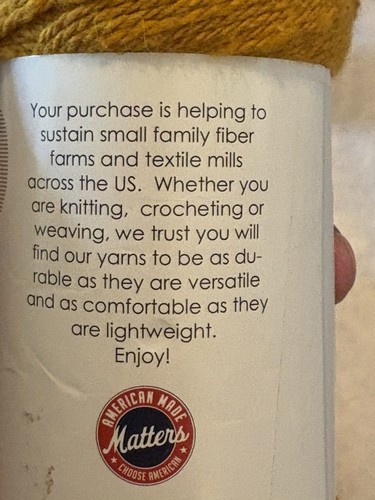 Your purchase is helping to
sustain small family fiber
farms and textile mills
across the US. Whether you
are knitting, crocheting or
weaving, we trust you will
find our yarns to be as du-
rable as they are versatile
and as comfortable as they
are lightweight.
Enjoy!
AMERICAN MADE
Matters
CHOOSE AMERICAN